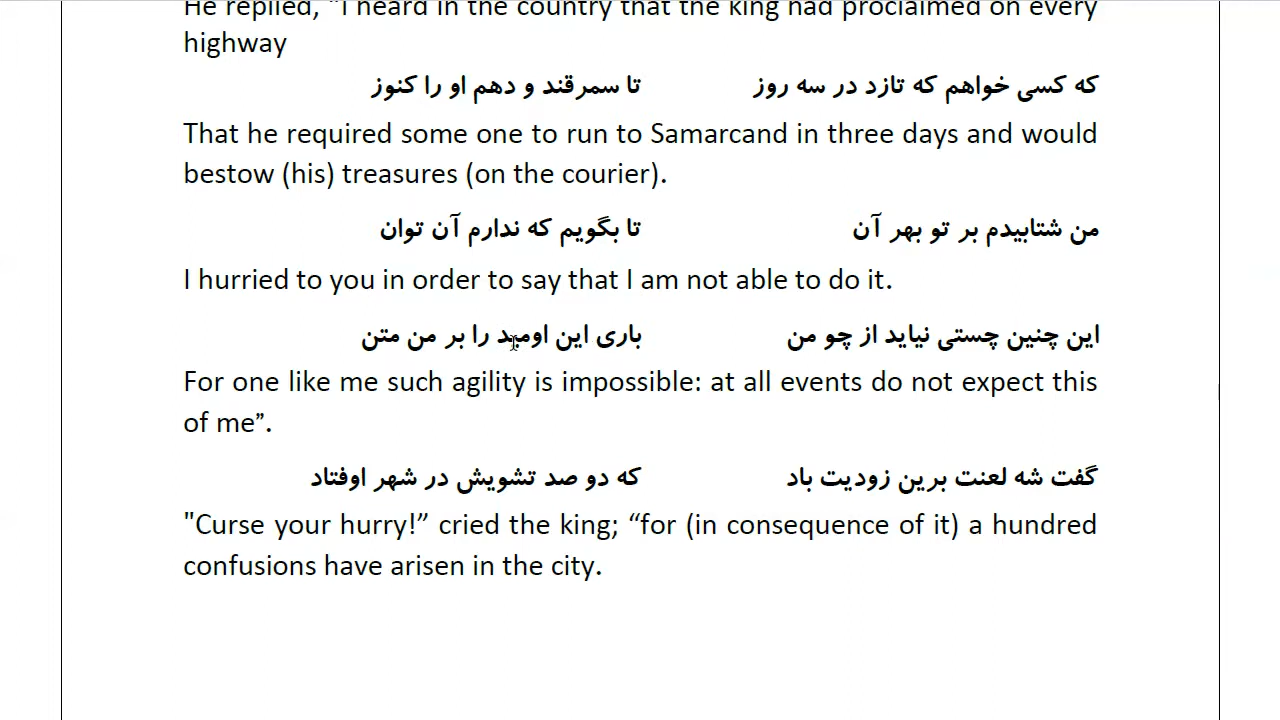 He replied, "I heard in the country that the king had proclaimed on every
highway
که کسی خواهم که تازد در سه روز تا سمرقند و دهم او را کنوز
That he required some one to run to Samarcand in three days and would
bestow (his) treasures (on the courier).
من شتابیدم بر تو بهر آن تا بگویم که ندارم آن توان
I hurried to you in order to say that I am not able to do it.
این چنین چستی نیاید از چو من باری این اومید را بر من متن
For one like me such agility is impossible: at all events do not expect this
of me”.
گفت شه لعنت برین زودیت باد که دو صد تشویش در شهر اوفتاد
"Curse your hurry!” cried the king; “for (in consequence of it) a hundred
confusions have arisen in the city.